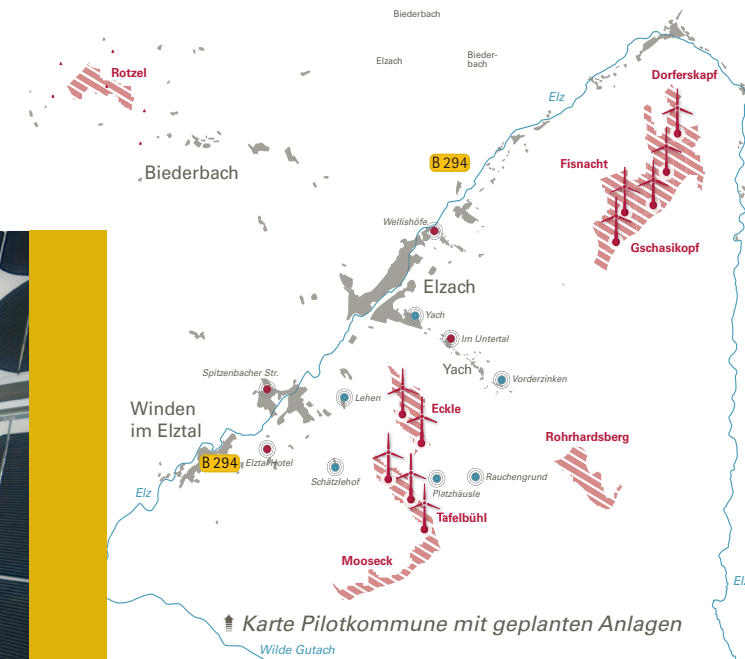 Biederbach
Elzach
Bieder-
bach
Rotzel
Dorferskapf
Elz
Biederbach
B 294
Fisnacht
Wellishöfe
Gschasikopf
Elzach
Yach
Im Untertal
Yach
Spitzenbacher Str.
Vorderzinken
Lehen
Winden
im Elztal
Eckle
Rohrhardsberg
B 294
Elztal Hotel
Schätzlehof
Rauchengrund
Platzhäusle
Elz
Tafelbühl
Mooseck
Elz
Karte Pilotkommune mit geplanten Anlagen
Wilde Gutach